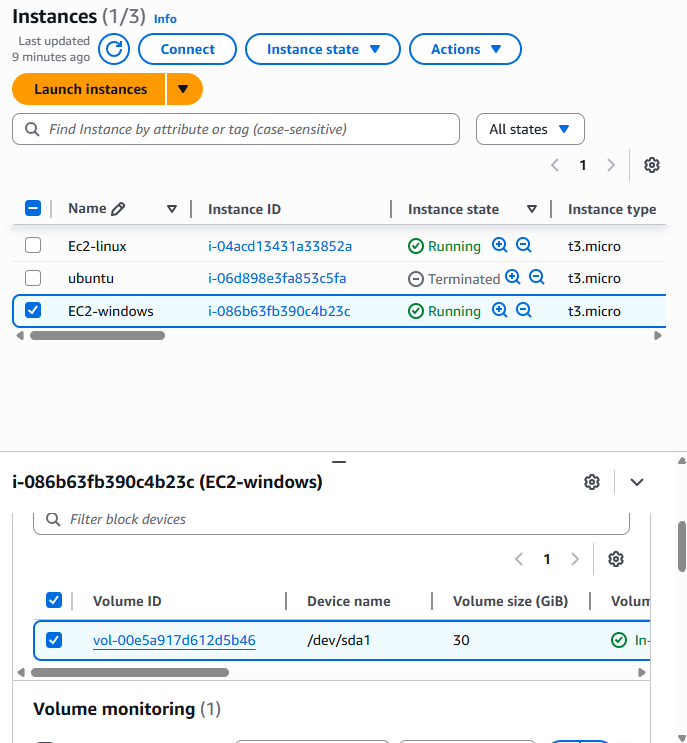 Instances (1/3) Info
Last updated
9 minutes ago
Connect
Instance state
Actions
Launch instances
Find Instance by attribute or tag (case-sensitive)
All states
1
Name Instance ID Instance state Instance type
Ec2-linux i-04acd13431a33852a Running t3.micro
ubuntu i-06d898e3fa853c5fa Terminated t3.micro
EC2-windows i-086b63fb390c4b23c Running t3.micro
i-086b63fb390c4b23c (EC2-windows)
Filter block devices
1
Volume ID Device name Volume size (GiB) Volum
vol-00e5a917d612d5b46 /dev/sda1 30 In-
Volume monitoring (1)